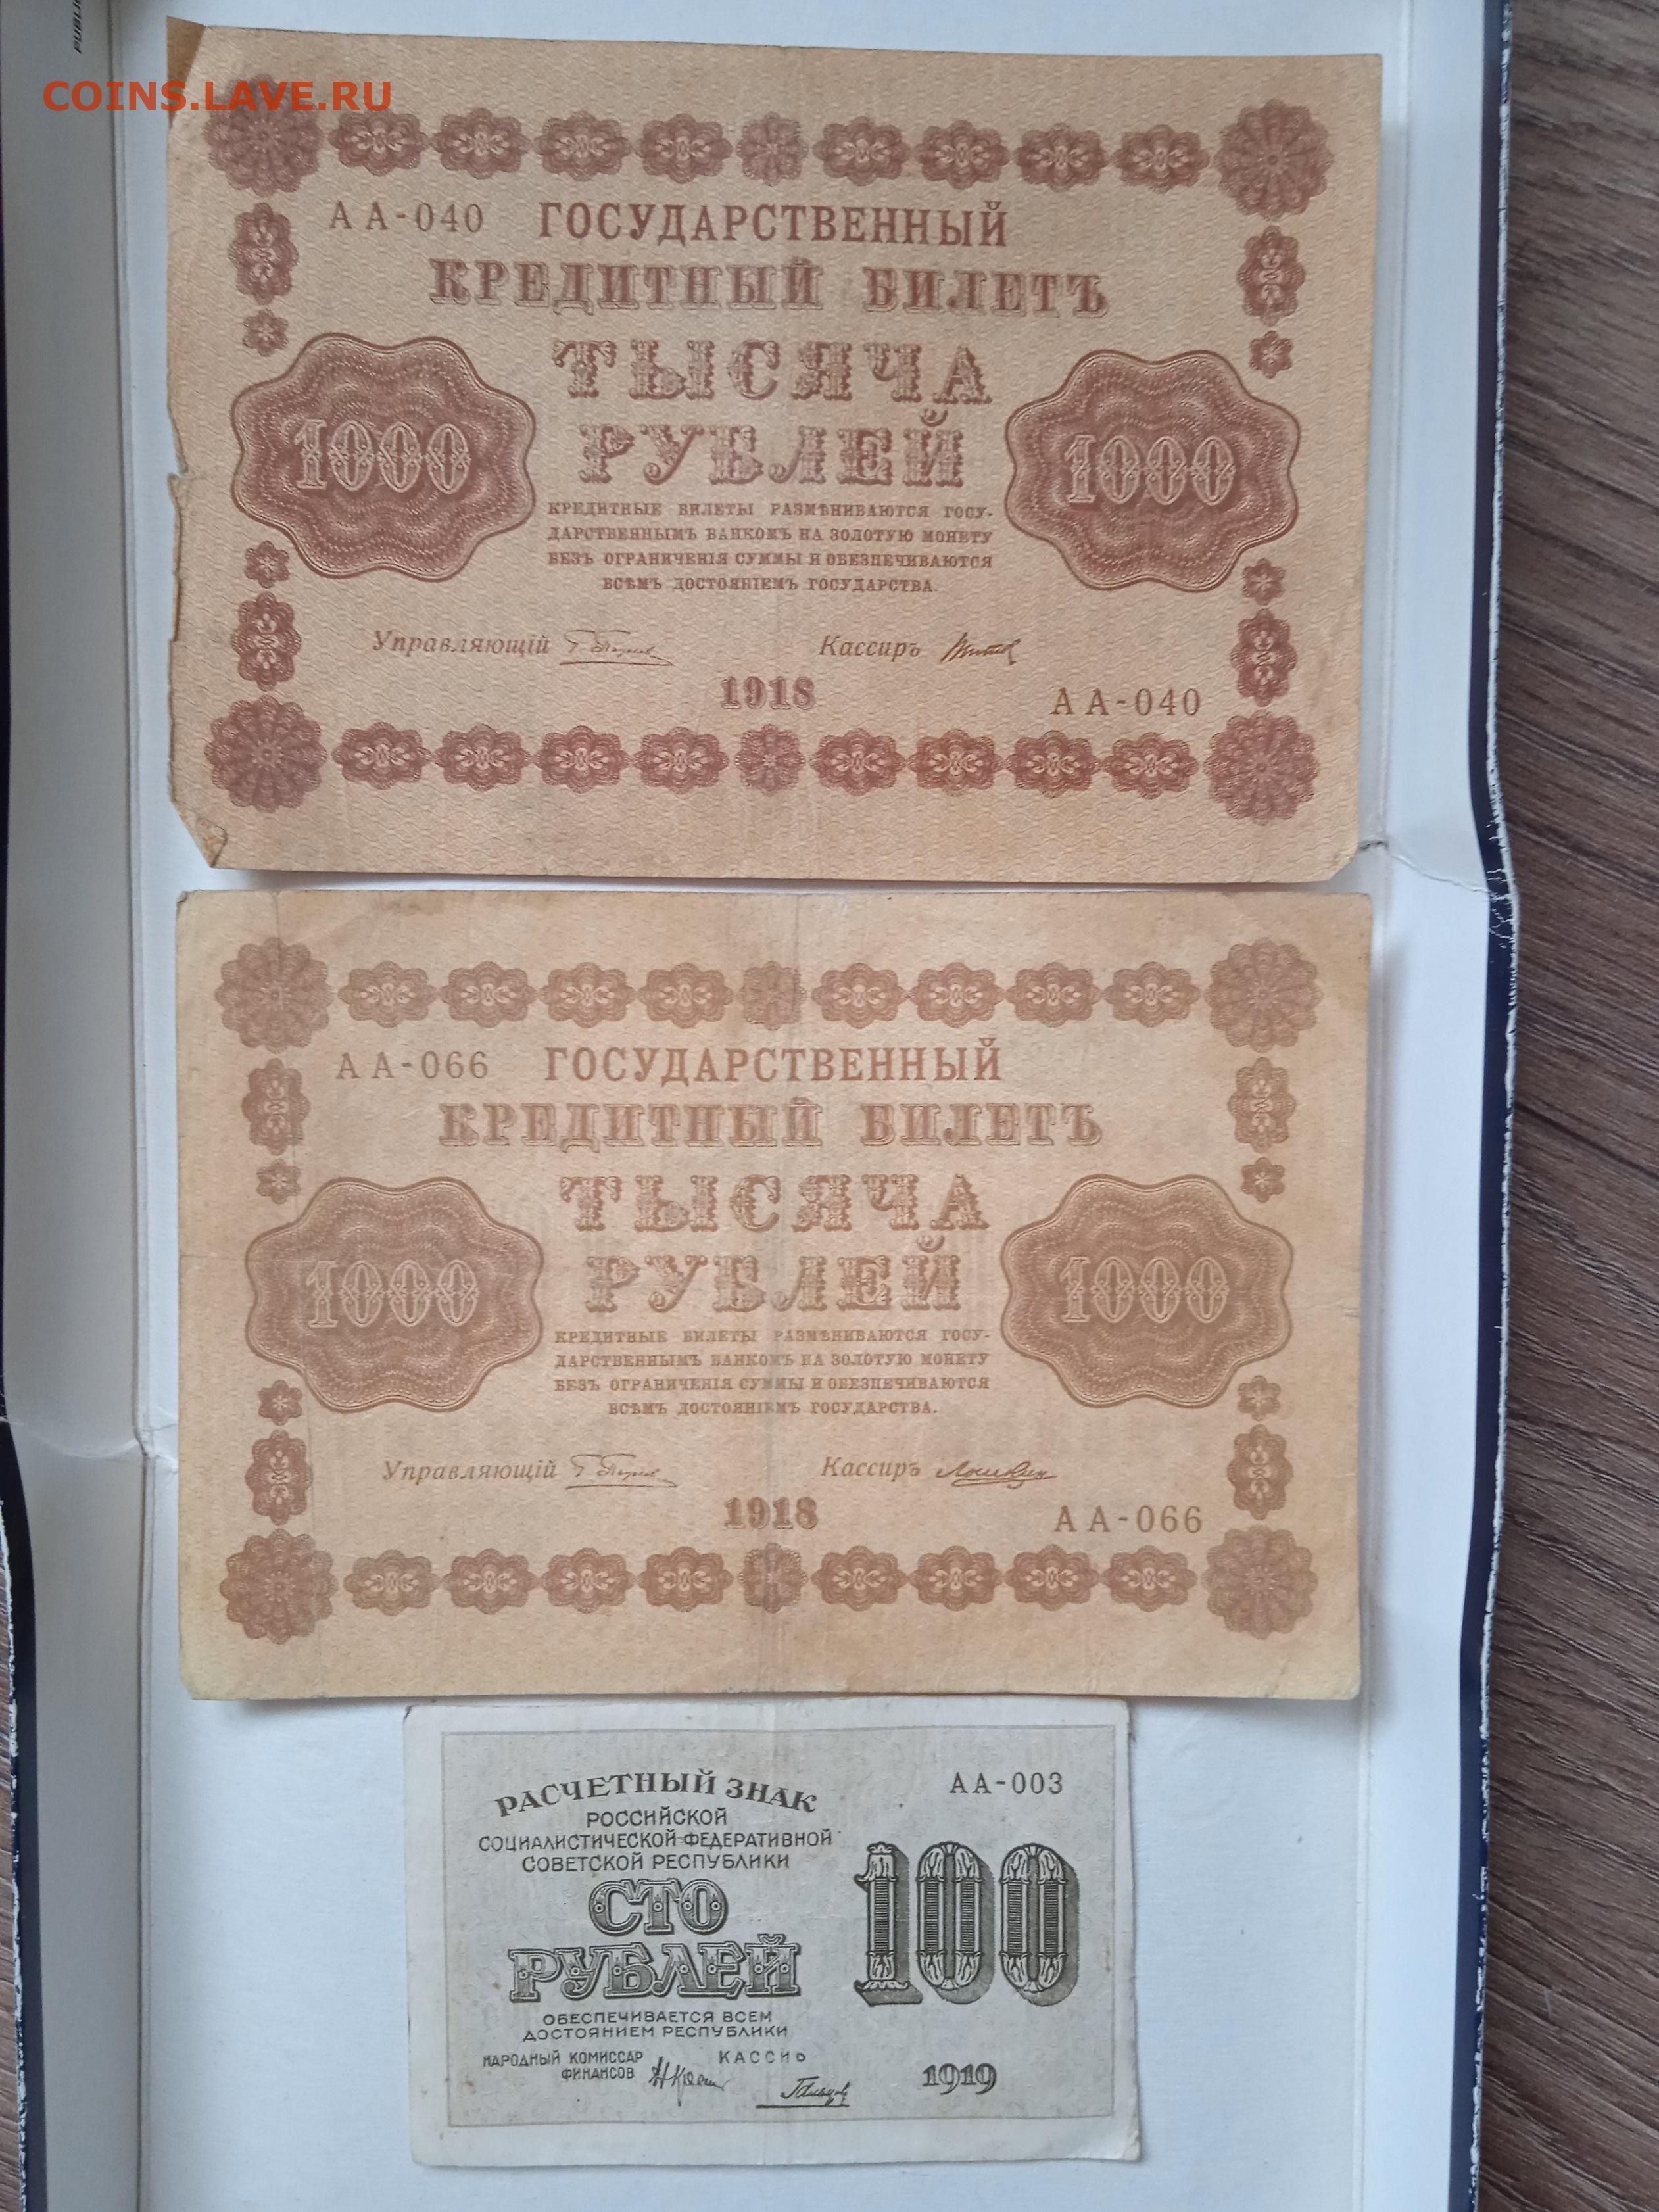 COINS.LAVE.RU
АА-040 ГОСУДАРСТВЕННЫЙ
КРЕДИТНЫЙ БИЛЕТЪ
ТЫСЯЧА
РУБЛЕЙ
1000
1000
КРЕДИТНЫЕ БИЛЕТЫ РАЗМѢНИВАЮТСЯ ГОСУ-
ДАРСТВЕННЫМЪ БАНКОМЪ НА ЗОЛОТУЮ МОНЕТУ
БЕЗЪ ОГРАНИЧЕНІЯ СУММЫ И ОБЕЗПЕЧИВАЮТСЯ
ВСѢМЪ ДОСТОЯНІЕМЪ ГОСУДАРСТВА.
Управляющій Кассиръ
1918
АА-040
АА-066 ГОСУДАРСТВЕННЫЙ
КРЕДИТНЫЙ БИЛЕТЪ
ТЫСЯЧА
РУБЛЕЙ
1000
1000
КРЕДИТНЫЕ БИЛЕТЫ РАЗМѢНИВАЮТСЯ ГОСУ-
ДАРСТВЕННЫМЪ БАНКОМЪ НА ЗОЛОТУЮ МОНЕТУ
БЕЗЪ ОГРАНИЧЕНІЯ СУММЫ И ОБЕЗПЕЧИВАЮТСЯ
ВСѢМЪ ДОСТОЯНІЕМЪ ГОСУДАРСТВА.
Управляющій Кассиръ
1918
АА-066
РАСЧЕТНЫЙ ЗНАК
АА-003
РОССИЙСКОЙ
СОЦИАЛИСТИЧЕСКОЙ ФЕДЕРАТИВНОЙ
СОВЕТСКОЙ РЕСПУБЛИКИ
СТО
РУБЛЕЙ
100
ОБЕСПЕЧИВАЕТСЯ ВСЕМ
ДОСТОЯНИЕМ РЕСПУБЛИКИ
НАРОДНЫЙ КОМИССАР
ФИНАНСОВ
КАССИР
1919